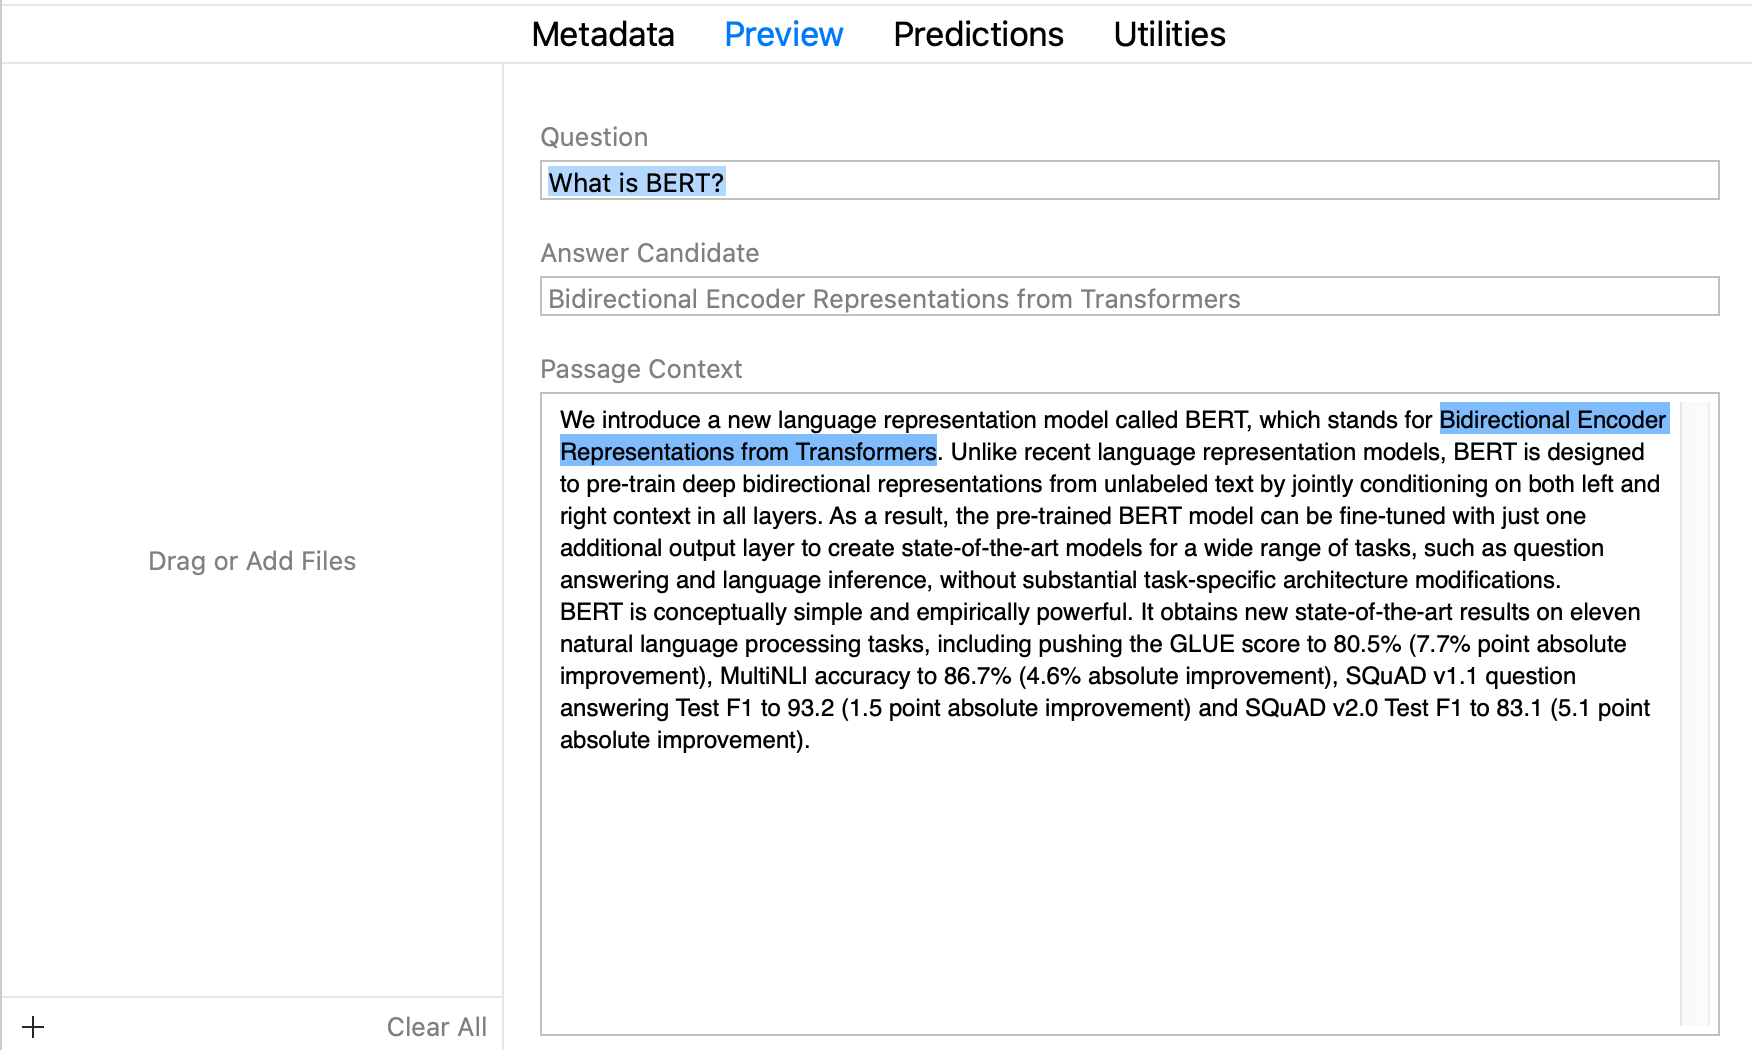 Metadata Preview Predictions Utilities
Question
What is BERT?
Answer Candidate
Bidirectional Encoder Representations from Transformers
Passage Context
We introduce a new language representation model called BERT, which stands for Bidirectional Encoder
Representations from Transformers. Unlike recent language representation models, BERT is designed
to pre-train deep bidirectional representations from unlabeled text by jointly conditioning on both left and
right context in all layers. As a result, the pre-trained BERT model can be fine-tuned with just one
additional output layer to create state-of-the-art models for a wide range of tasks, such as question
answering and language inference, without substantial task-specific architecture modifications.
BERT is conceptually simple and empirically powerful. It obtains new state-of-the-art results on eleven
natural language processing tasks, including pushing the GLUE score to 80.5% (7.7% point absolute
improvement), MultiNLI accuracy to 86.7% (4.6% absolute improvement), SQuAD v1.1 question
answering Test F1 to 93.2 (1.5 point absolute improvement) and SQuAD v2.0 Test F1 to 83.1 (5.1 point
absolute improvement).
Drag or Add Files
Clear All